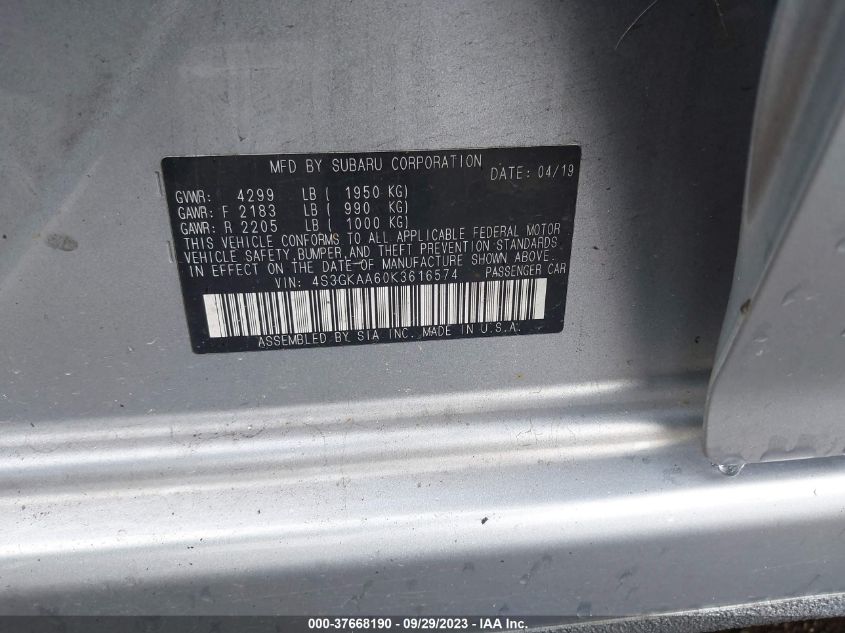 MFD BY SUBARU CORPORATION DATE: 04/19
GVWR: 4299 LB ( 1950 KG)
GAWR: F 2183 LB ( 990 KG)
GAWR: R 2205 LB ( 1000 KG)
THIS VEHICLE CONFORMS TO ALL APPLICABLE FEDERAL MOTOR
VEHICLE SAFETY, BUMPER, AND THEFT PREVENTION STANDARDS
IN EFFECT ON THE DATE OF MANUFACTURE SHOWN ABOVE.
VIN: 4S3GKAA60K3616574 PASSENGER CAR
ASSEMBLED BY SIA INC. MADE IN U.S.A.
000-37668190 - 09/29/2023 - IAA Inc.